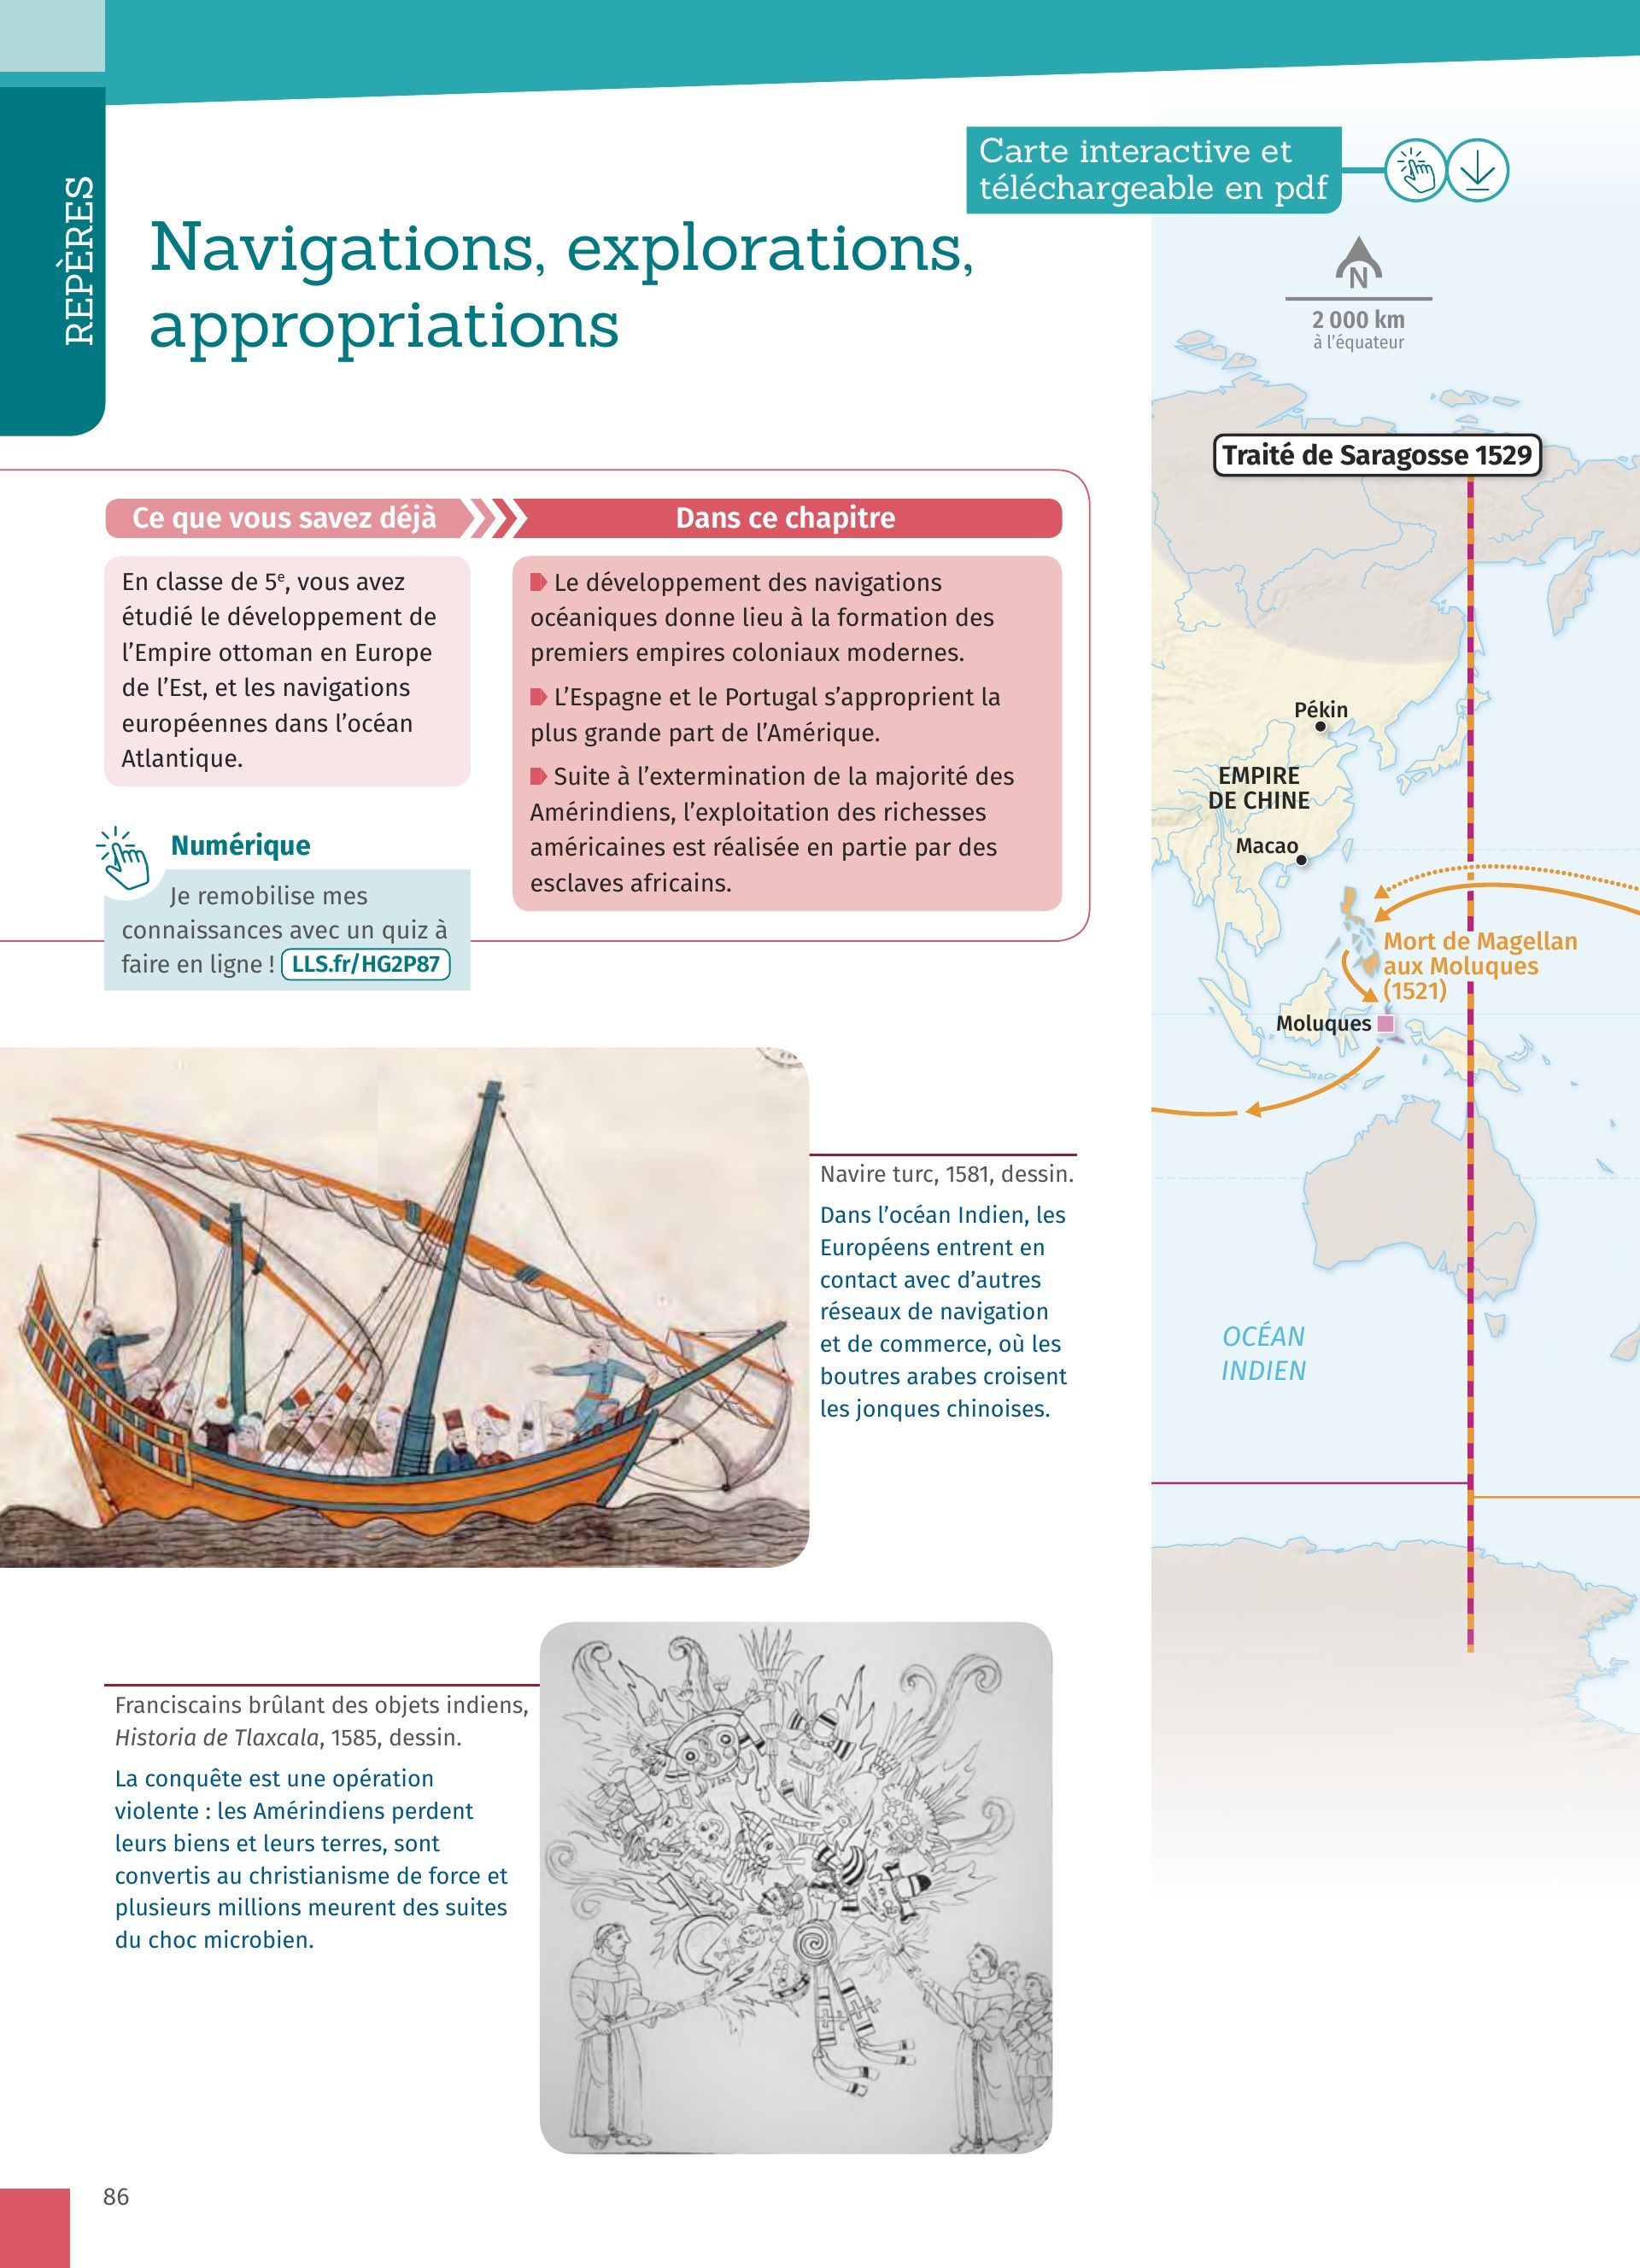 REPÈRES
Carte interactive et
téléchargeable en pdf
Navigations, explorations,
appropriations
Ce que vous savez déjà
En classe de 5e, vous avez
étudié le développement de
l’Empire ottoman en Europe
de l’Est, et les navigations
européennes dans l’océan
Atlantique.
Dans ce chapitre
Le développement des navigations
océaniques donne lieu à la formation des
premiers empires coloniaux modernes.
L’Espagne et le Portugal s’approprient la
plus grande part de l’Amérique.
Suite à l’extermination de la majorité des
Amérindiens, l’exploitation des richesses
américaines est réalisée en partie par des
esclaves africains.
Numérique
Je remobilise mes
connaissances avec un quiz à
faire en ligne ! LLS.fr/HG2P87
Navire turc, 1581, dessin.
Dans l’océan Indien, les
Européens entrent en
contact avec d’autres
réseaux de navigation
et de commerce, où les
boutres arabes croisent
les jonques chinoises.
Franciscains brûlant des objets indiens,
Historia de Tlaxcala, 1585, dessin.
La conquête est une opération
violente : les Amérindiens perdent
leurs biens et leurs terres, sont
convertis au christianisme de force et
plusieurs millions meurent des suites
du choc microbien.
N
2 000 km
à l’équateur
Traité de Saragosse 1529
Pékin
EMPIRE
DE CHINE
Macao
Mort de Magellan
aux Moluques
(1521)
Moluques
OCÉAN
INDIEN
86